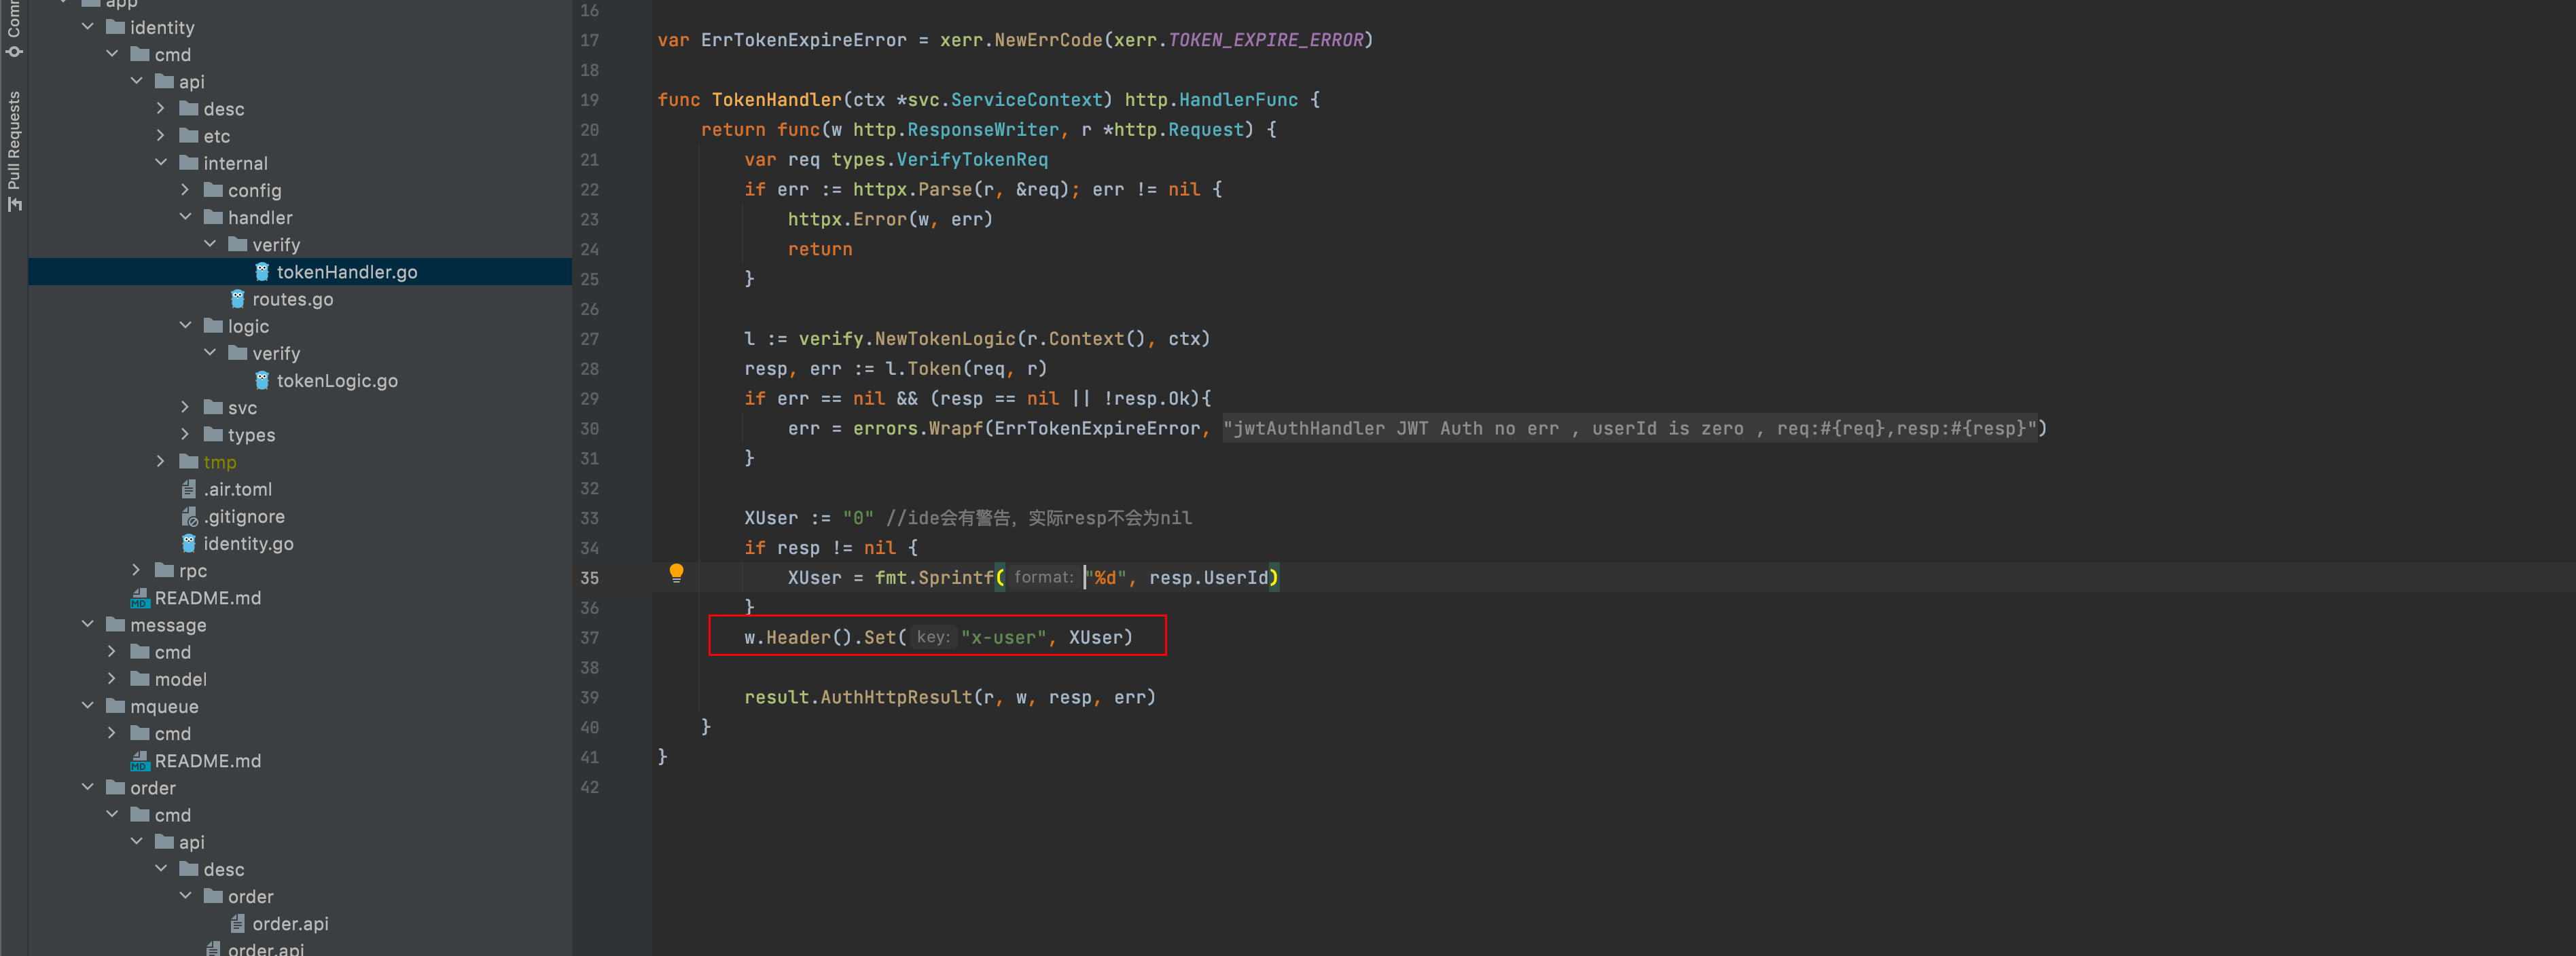 Comm
Pull Requests
app
identity
cmd
api
desc
etc
internal
config
handler
verify
tokenHandler.go
routes.go
logic
verify
tokenLogic.go
svc
types
tmp
.air.toml
.gitignore
identity.go
rpc
MD README.md
message
cmd
model
mqueue
cmd
MD README.md
order
cmd
api
desc
order
order.api
order.api
16
17 var ErrTokenExpireError = xerr.NewErrCode(xerr.TOKEN_EXPIRE_ERROR)
18
19 func TokenHandler(ctx *svc.ServiceContext) http.HandlerFunc {
20 return func(w http.ResponseWriter, r *http.Request) {
21 var req types.VerifyTokenReq
22 if err := httpx.Parse(r, &req); err != nil {
23 httpx.Error(w, err)
24 return
25 }
26
27 l := verify.NewTokenLogic(r.Context(), ctx)
28 resp, err := l.Token(req, r)
29 if err == nil && (resp == nil || !resp.Ok){
30 err = errors.Wrapf(ErrTokenExpireError, "jwtAuthHandler JWT Auth no err , userId is zero , req:#{req},resp:#{resp}")
31 }
32
33 XUser := "0" //ide会有警告，实际resp不会为nil
34 if resp != nil {
35 XUser = fmt.Sprintf( format: "%d", resp.UserId)
36 }
37 w.Header().Set( key: "x-user", XUser)
38
39 result.AuthHttpResult(r, w, resp, err)
40 }
41 }
42